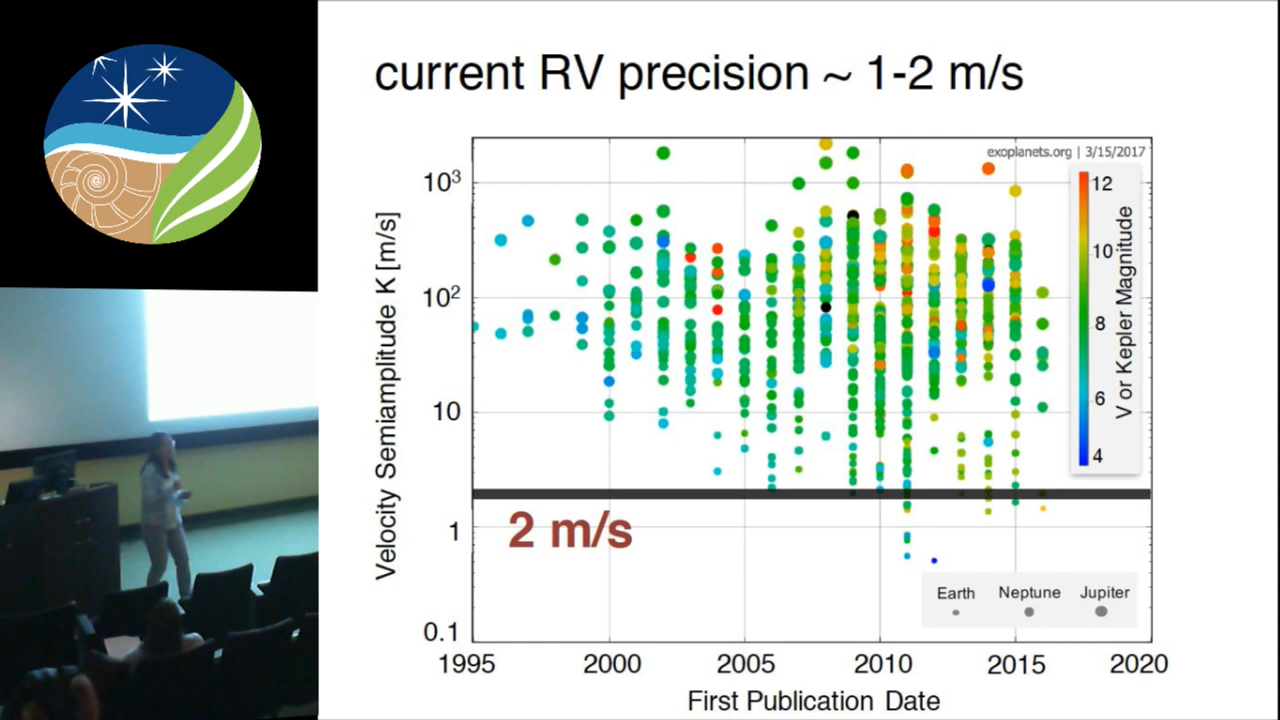 current RV precision ~ 1-2 m/s
exoplanets.org | 3/15/2017
10³
10²
10
1
0.1
Velocity Semiamplitude K [m/s]
12
10
8
6
4
V or Kepler Magnitude
2 m/s
Earth Neptune Jupiter
1995 2000 2005 2010 2015 2020
First Publication Date